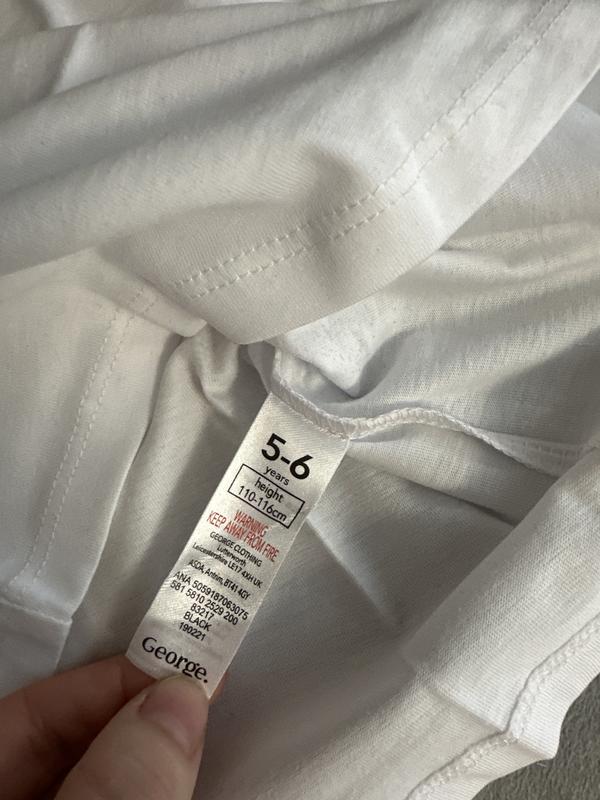 5-6
years
height
110-116cm
WARNING
KEEP AWAY FROM FIRE
GEORGE CLOTHING
Lutterworth
Leicestershire LE17 4XH UK
ASDA, Antrim, BT41 4GY
ANA 5059187063075
581 5810 2529 200
83217
BLACK
190221
George.